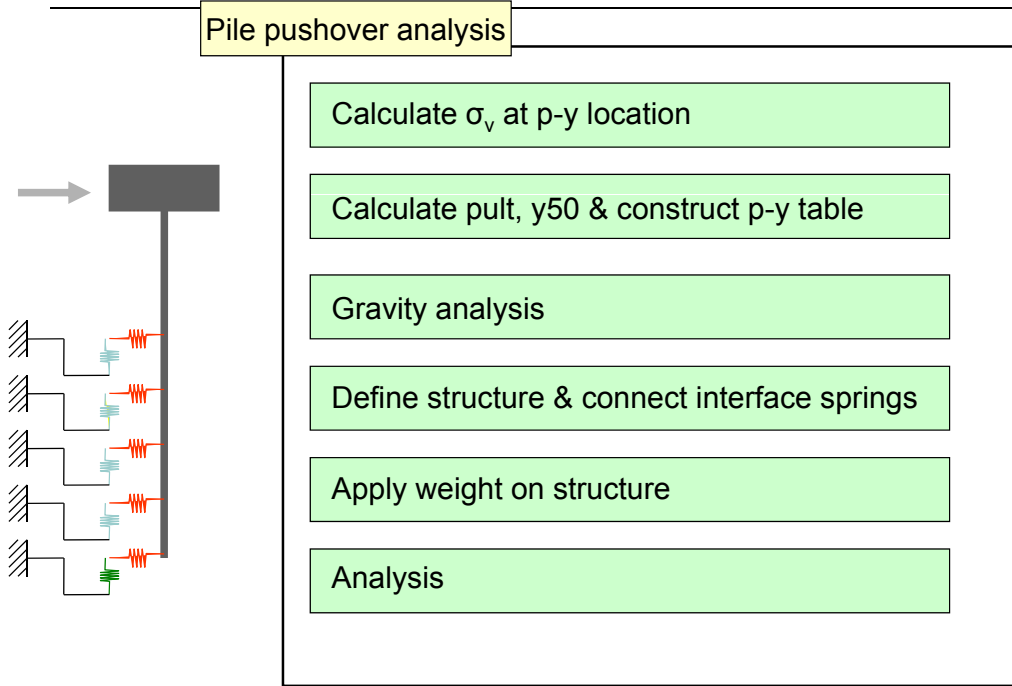 Pile pushover analysis
Calculate σv at p-y location
Calculate pult, y50 & construct p-y table
Gravity analysis
Define structure & connect interface springs
Apply weight on structure
Analysis